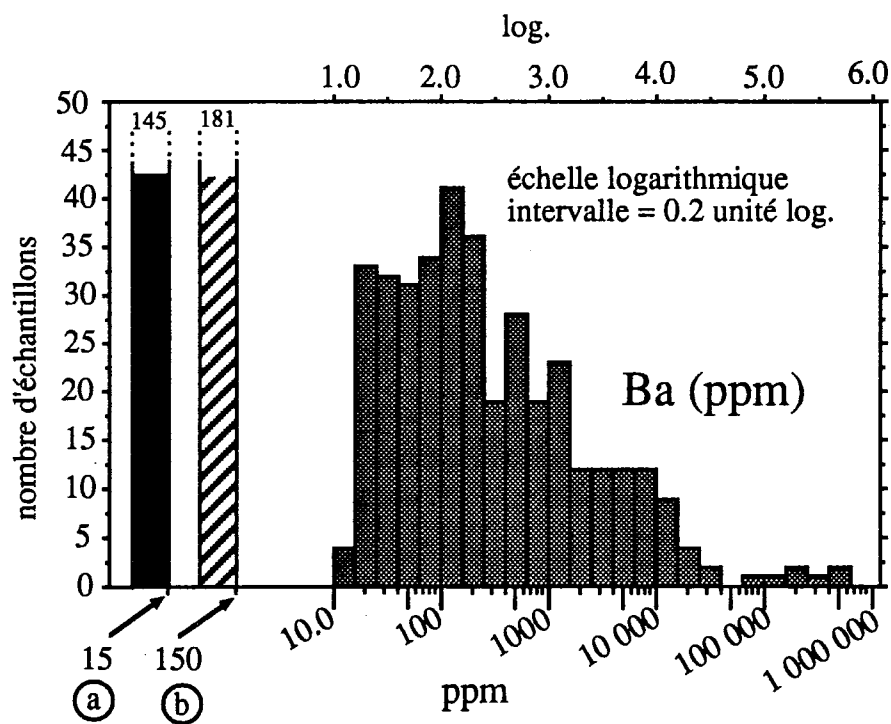 log.
1.0 2.0 3.0 4.0 5.0 6.0
50
45
40
35
30
25
20
15
10
5
0
nombre d'échantillons
145 181
échelle logarithmique
intervalle = 0.2 unité log.
Ba (ppm)
10.0 100 1000 10 000 100 000 1 000 000
15 150
a b
ppm